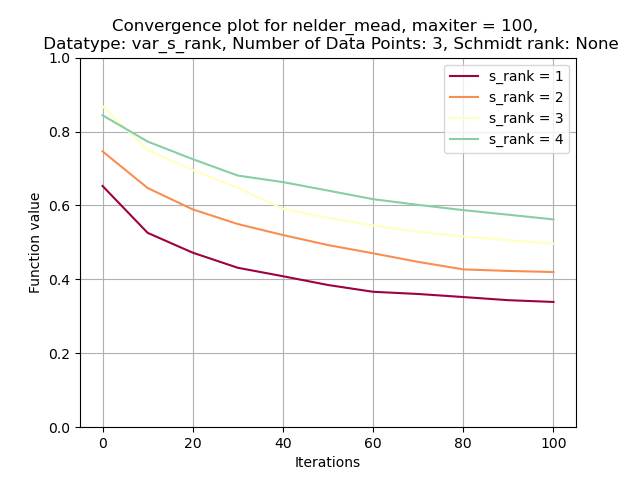 Convergence plot for nelder_mead, maxiter = 100,
Datatype: var_s_rank, Number of Data Points: 3, Schmidt rank: None
s_rank = 1
s_rank = 2
s_rank = 3
s_rank = 4
Function value
1.0
0.8
0.6
0.4
0.2
0.0
0 20 40 60 80 100
Iterations